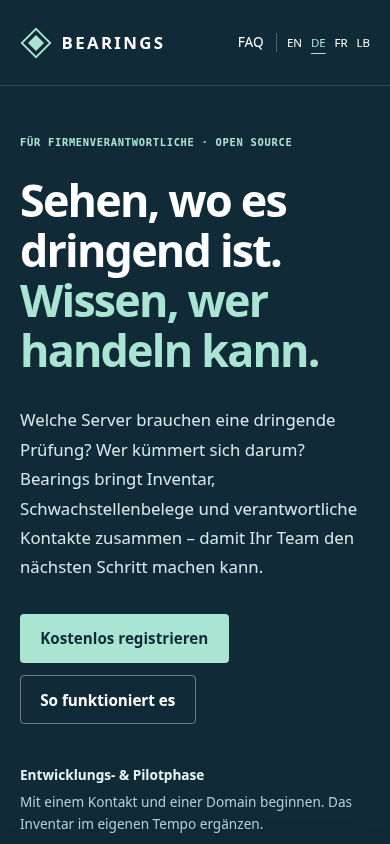 BEARINGS
FAQ
EN DE FR LB
FÜR FIRMENVERANTWORTLICHE · OPEN SOURCE
Sehen, wo es
dringend ist.
Wissen, wer
handeln kann.
Welche Server brauchen eine dringende
Prüfung? Wer kümmert sich darum?
Bearings bringt Inventar,
Schwachstellenbelege und verantwortliche
Kontakte zusammen – damit Ihr Team den
nächsten Schritt machen kann.
Kostenlos registrieren
So funktioniert es
Entwicklungs- & Pilotphase
Mit einem Kontakt und einer Domain beginnen. Das
Inventar im eigenen Tempo ergänzen.